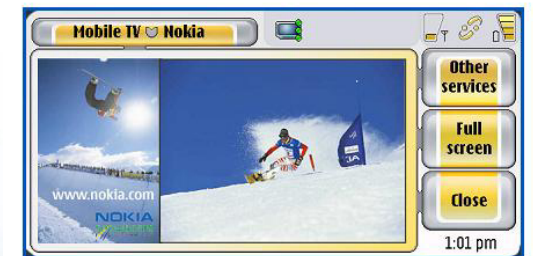 Mobile TV Nokia
Other
services
Full
screen
Close
1:01 pm
www.nokia.com
NOKIA